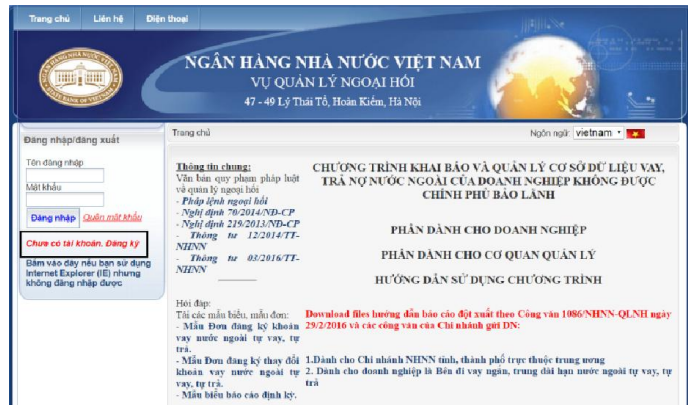 Trang chủ Liên hệ Điện thoại
NGÂN HÀNG NHÀ NƯỚC VIỆT NAM
VỤ QUẢN LÝ NGOẠI HỐI
47 - 49 Lý Thái Tổ, Hoàn Kiếm, Hà Nội
Đăng nhập/đăng xuất
Tên đăng nhập
Mật khẩu
Đăng nhập Quên mật khẩu
Chưa có tài khoản. Đăng ký
Bấm vào đây nếu bạn sử dụng
Internet Explorer (IE) nhưng
không đăng nhập được
Trang chủ
Ngôn ngữ: vietnam
Thông tin chung:
Văn bản quy phạm pháp luật
về quản lý ngoại hối
- Pháp lệnh ngoại hối
- Nghị định 70/2014/NĐ-CP
- Nghị định 219/2013/NĐ-CP
- Thông tư 12/2014/TT-
NHNN
- Thông tư 03/2016/TT-
NHNN
Hỏi đáp:
Tải các mẫu biểu, mẫu đơn:
- Mẫu Đơn đăng ký khoản
vay nước ngoài tự vay, tự
trả.
- Mẫu Đơn đăng ký thay đổi
khoản vay nước ngoài tự
vay, tự trả.
- Mẫu biểu báo cáo định kỳ.
CHƯƠNG TRÌNH KHAI BÁO VÀ QUẢN LÝ CƠ SỞ DỮ LIỆU VAY,
TRẢ NỢ NƯỚC NGOÀI CỦA DOANH NGHIỆP KHÔNG ĐƯỢC
CHÍNH PHỦ BẢO LÃNH
PHẦN DÀNH CHO DOANH NGHIỆP
PHẦN DÀNH CHO CƠ QUAN QUẢN LÝ
HƯỚNG DẪN SỬ DỤNG CHƯƠNG TRÌNH
Download files hướng dẫn báo cáo đột xuất theo Công văn 1086/NHNN-QLNH ngày
29/2/2016 và các công văn của Chi nhánh gửi DN:
1.Dành cho Chi nhánh NHNN tỉnh, thành phố trực thuộc trung ương
2. Dành cho doanh nghiệp là Bên đi vay ngắn, trung dài hạn nước ngoài tự vay, tự
trả